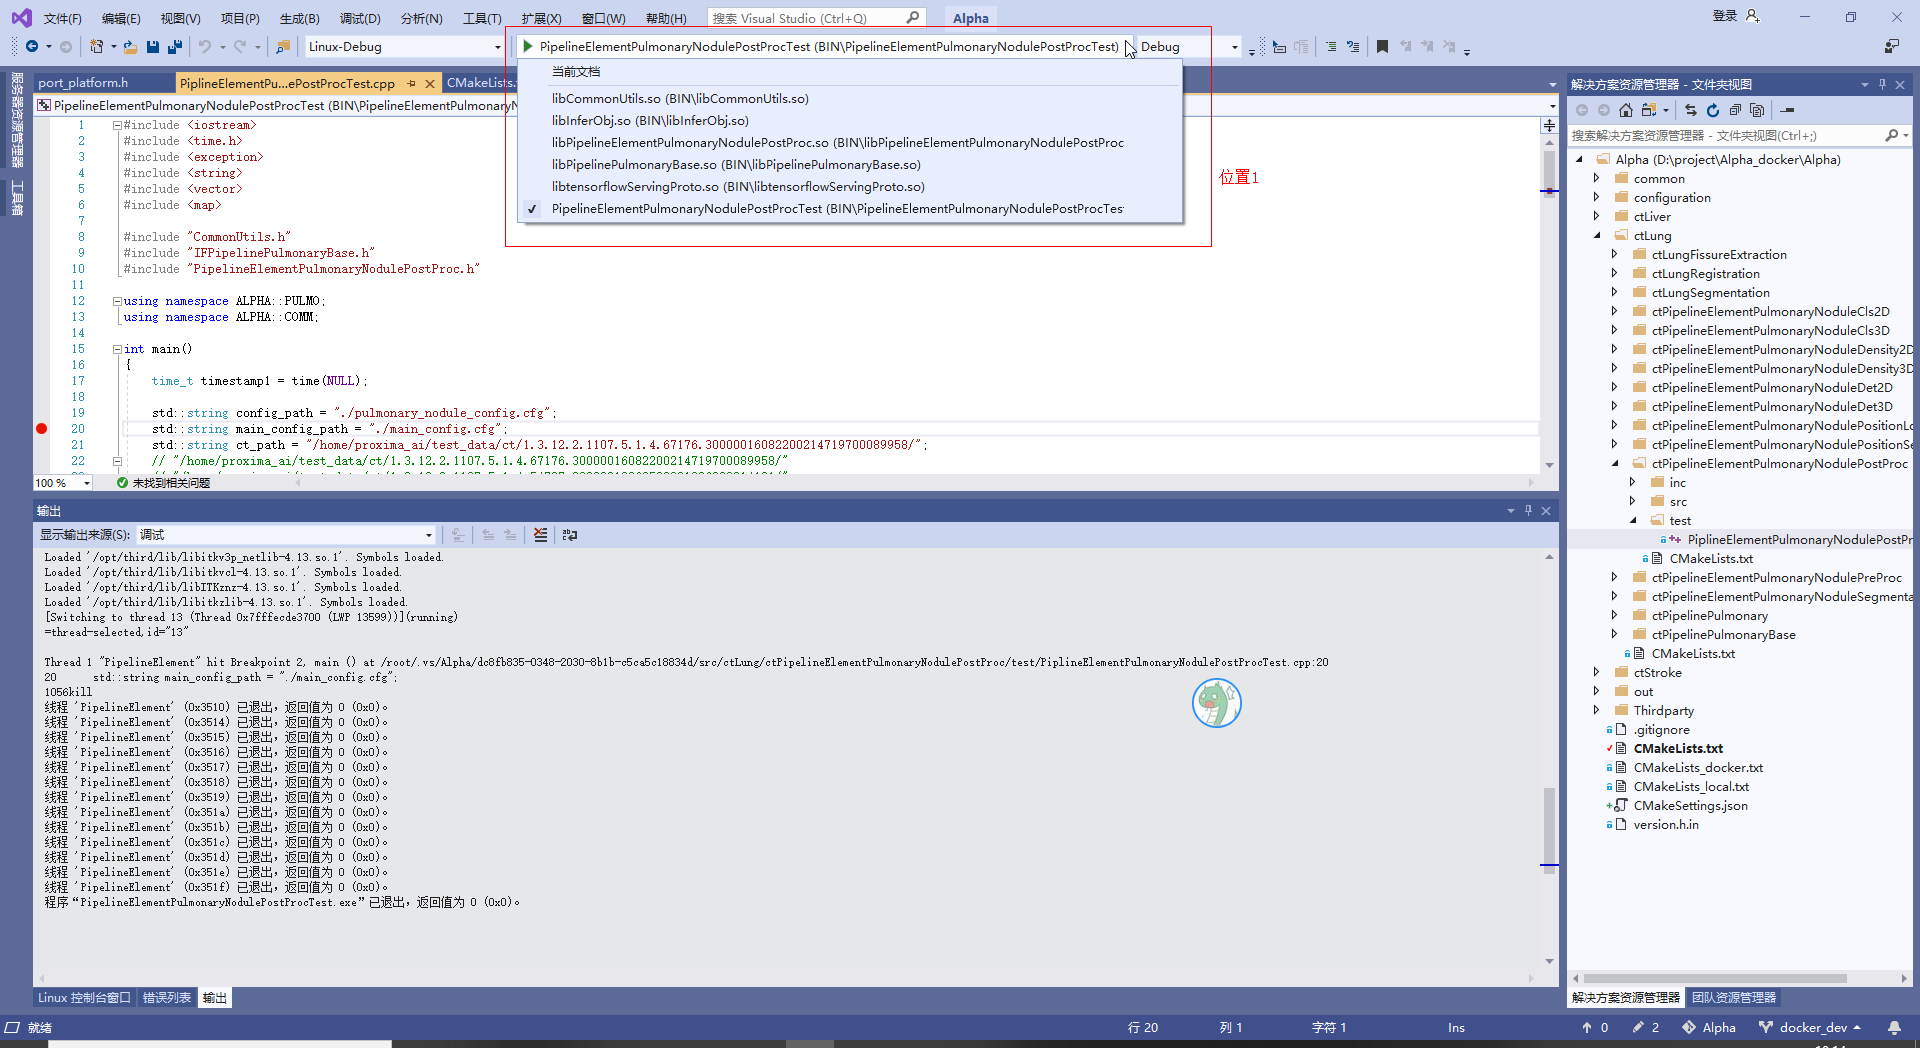 文件(F) 编辑(E) 视图(V) 项目(P) 生成(B) 调试(D) 分析(N) 工具(T) 扩展(X) 窗口(W) 帮助(H) 搜索 Visual Studio (Ctrl+Q) Alpha 登录
Linux-Debug PipelineElementPulmonaryNodulePostProcTest (BIN\PipelineElementPulmonaryNodulePostProcTest) Debug
当前文档
libCommonUtils.so (BIN\libCommonUtils.so)
libInferObj.so (BIN\libInferObj.so)
libPipelineElementPulmonaryNodulePostProc.so (BIN\libPipelineElementPulmonaryNodulePostProc
libPipelinePulmonaryBase.so (BIN\libPipelinePulmonaryBase.so)
libtensorflowServingProto.so (BIN\libtensorflowServingProto.so)
PipelineElementPulmonaryNodulePostProcTest (BIN\PipelineElementPulmonaryNodulePostProcTes
位置1
服务器资源管理器
工具箱
port_platform.h PiplineElementPu...ePostProcTest.cpp CMakeLists.
PipelineElementPulmonaryNodulePostProcTest (BIN\PipelineElementPulmonaryN
1 #include <iostream>
2 #include <time.h>
3 #include <exception>
4 #include <string>
5 #include <vector>
6 #include <map>
7
8 #include "CommonUtils.h"
9 #include "IFPipelinePulmonaryBase.h"
10 #include "PipelineElementPulmonaryNodulePostProc.h"
11
12 using namespace ALPHA::PULMO;
13 using namespace ALPHA::COMM;
14
15 int main()
16 {
17 time_t timestamp1 = time(NULL);
18
19 std::string config_path = "./pulmonary_nodule_config.cfg";
20 std::string main_config_path = "./main_config.cfg";
21 std::string ct_path = "/home/proxima_ai/test_data/ct/1.3.12.2.1107.5.1.4.67176.30000016082200214719700089958/";
22 // "/home/proxima_ai/test_data/ct/1.3.12.2.1107.5.1.4.67176.30000016082200214719700089958/"
100 % 未找到相关问题
输出
显示输出来源(S): 调试
Loaded '/opt/third/lib/libitkv3p_netlib-4.13.so.1'. Symbols loaded.
Loaded '/opt/third/lib/libitkvcl-4.13.so.1'. Symbols loaded.
Loaded '/opt/third/lib/libITKznz-4.13.so.1'. Symbols loaded.
Loaded '/opt/third/lib/libitkzlib-4.13.so.1'. Symbols loaded.
[Switching to thread 13 (Thread 0x7fffecde3700 (LWP 13599))](running)
=thread-selected,id="13"
Thread 1 "PipelineElement" hit Breakpoint 2, main () at /root/.vs/Alpha/dc8fb835-0348-2030-8b1b-c5ca5c18834d/src/ctLung/ctPipelineElementPulmonaryNodulePostProc/test/PiplineElementPulmonaryNodulePostProcTest.cpp:20
20 std::string main_config_path = "./main_config.cfg";
1056kill
线程 'PipelineElement' (0x3510) 已退出，返回值为 0 (0x0)。
线程 'PipelineElement' (0x3514) 已退出，返回值为 0 (0x0)。
线程 'PipelineElement' (0x3515) 已退出，返回值为 0 (0x0)。
线程 'PipelineElement' (0x3516) 已退出，返回值为 0 (0x0)。
线程 'PipelineElement' (0x3517) 已退出，返回值为 0 (0x0)。
线程 'PipelineElement' (0x3518) 已退出，返回值为 0 (0x0)。
线程 'PipelineElement' (0x3519) 已退出，返回值为 0 (0x0)。
线程 'PipelineElement' (0x351a) 已退出，返回值为 0 (0x0)。
线程 'PipelineElement' (0x351b) 已退出，返回值为 0 (0x0)。
线程 'PipelineElement' (0x351c) 已退出，返回值为 0 (0x0)。
线程 'PipelineElement' (0x351d) 已退出，返回值为 0 (0x0)。
线程 'PipelineElement' (0x351e) 已退出，返回值为 0 (0x0)。
线程 'PipelineElement' (0x351f) 已退出，返回值为 0 (0x0)。
程序“PipelineElementPulmonaryNodulePostProcTest.exe”已退出，返回值为 0 (0x0)。
Linux 控制台窗口 错误列表 输出
解决方案资源管理器 - 文件夹视图
搜索解决方案资源管理器 - 文件夹视图(Ctrl+;)
Alpha (D:\project\Alpha_docker\Alpha)
common
configuration
ctLiver
ctLung
ctLungFissureExtraction
ctLungRegistration
ctLungSegmentation
ctPipelineElementPulmonaryNoduleCls2D
ctPipelineElementPulmonaryNoduleCls3D
ctPipelineElementPulmonaryNoduleDensity2D
ctPipelineElementPulmonaryNoduleDensity3D
ctPipelineElementPulmonaryNoduleDet2D
ctPipelineElementPulmonaryNoduleDet3D
ctPipelineElementPulmonaryNodulePositionLo
ctPipelineElementPulmonaryNodulePositionSe
ctPipelineElementPulmonaryNodulePostProc
inc
src
test
PiplineElementPulmonaryNodulePostPr
CMakeLists.txt
ctPipelineElementPulmonaryNodulePreProc
ctPipelineElementPulmonaryNoduleSegmenta
ctPipelinePulmonary
ctPipelinePulmonaryBase
CMakeLists.txt
ctStroke
out
Thirdparty
.gitignore
CMakeLists.txt
CMakeLists_docker.txt
CMakeLists_local.txt
CMakeSettings.json
version.h.in
解决方案资源管理器 团队资源管理器
就绪 行 20 列 1 字符 1 Ins 0 2 Alpha docker_dev